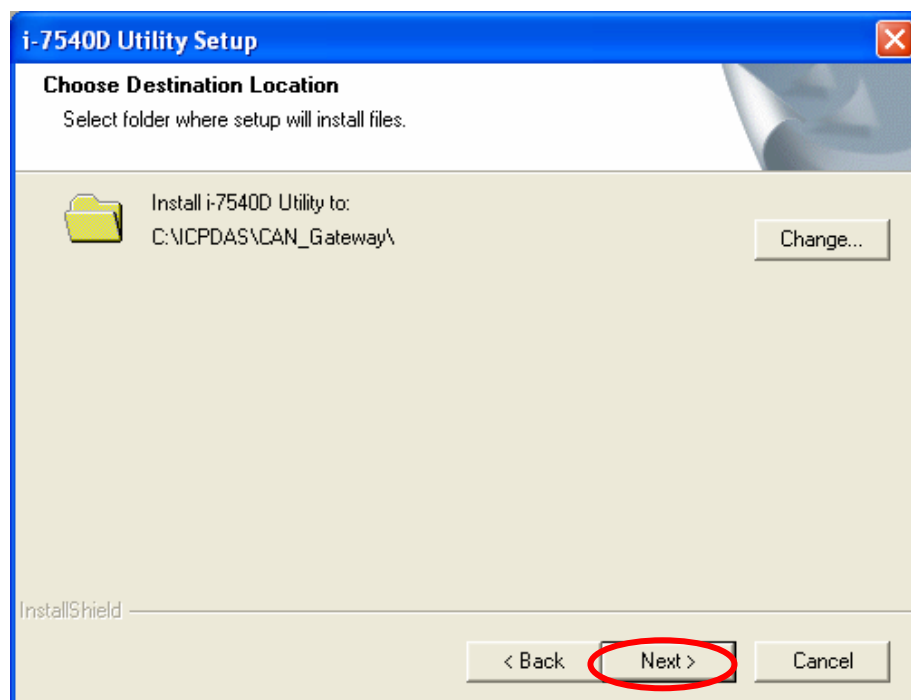 i-7540D Utility Setup
Choose Destination Location
Select folder where setup will install files.
Install i-7540D Utility to:
C:\ICPDAS\CAN_Gateway\
Change...
InstallShield
< Back
Next >
Cancel